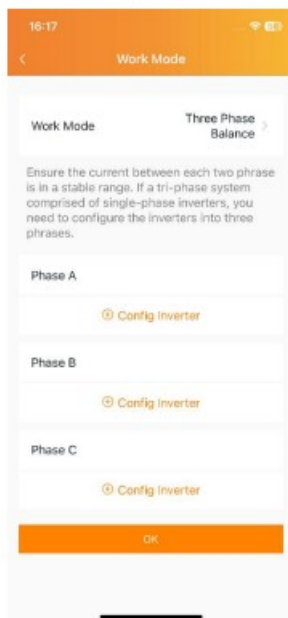 16:17
Work Mode
Work Mode
Three Phase
Balance
Ensure the current between each two phrase
is in a stable range. If a tri-phase system
comprised of single-phase inverters, you
need to configure the inverters into three
phrases.
Phase A
Config Inverter
Phase B
Config Inverter
Phase C
Config Inverter
OK